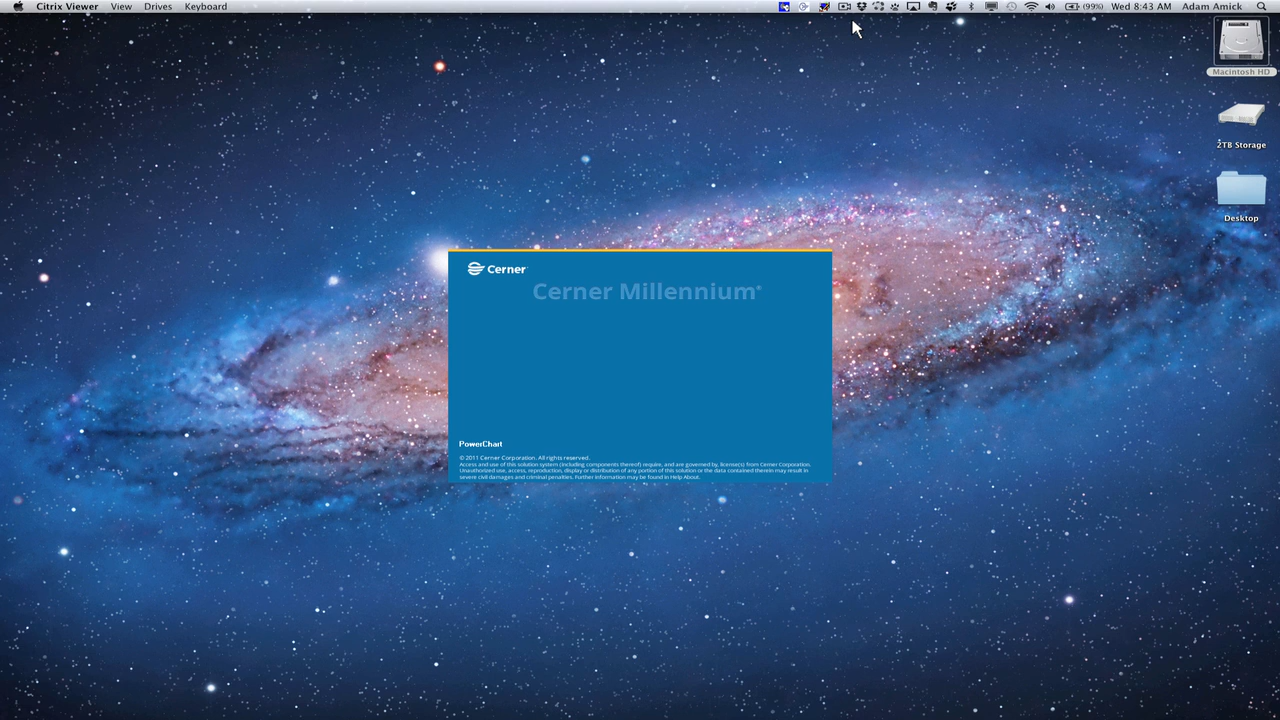 Citrix Viewer View Drives Keyboard (99%) Wed 8:43 AM Adam Amick
Macintosh HD
2TB Storage
Desktop
Cerner
Cerner Millennium®
PowerChart
© 2011 Cerner Corporation. All rights reserved.
Access and use of this solution system (including components thereof) require, and are governed by, license(s) from Cerner Corporation.
Unauthorized use, access, reproduction, display or distribution of any portion of this solution or the data contained therein may result in
severe civil damages and criminal penalties. Further information may be found in Help About.